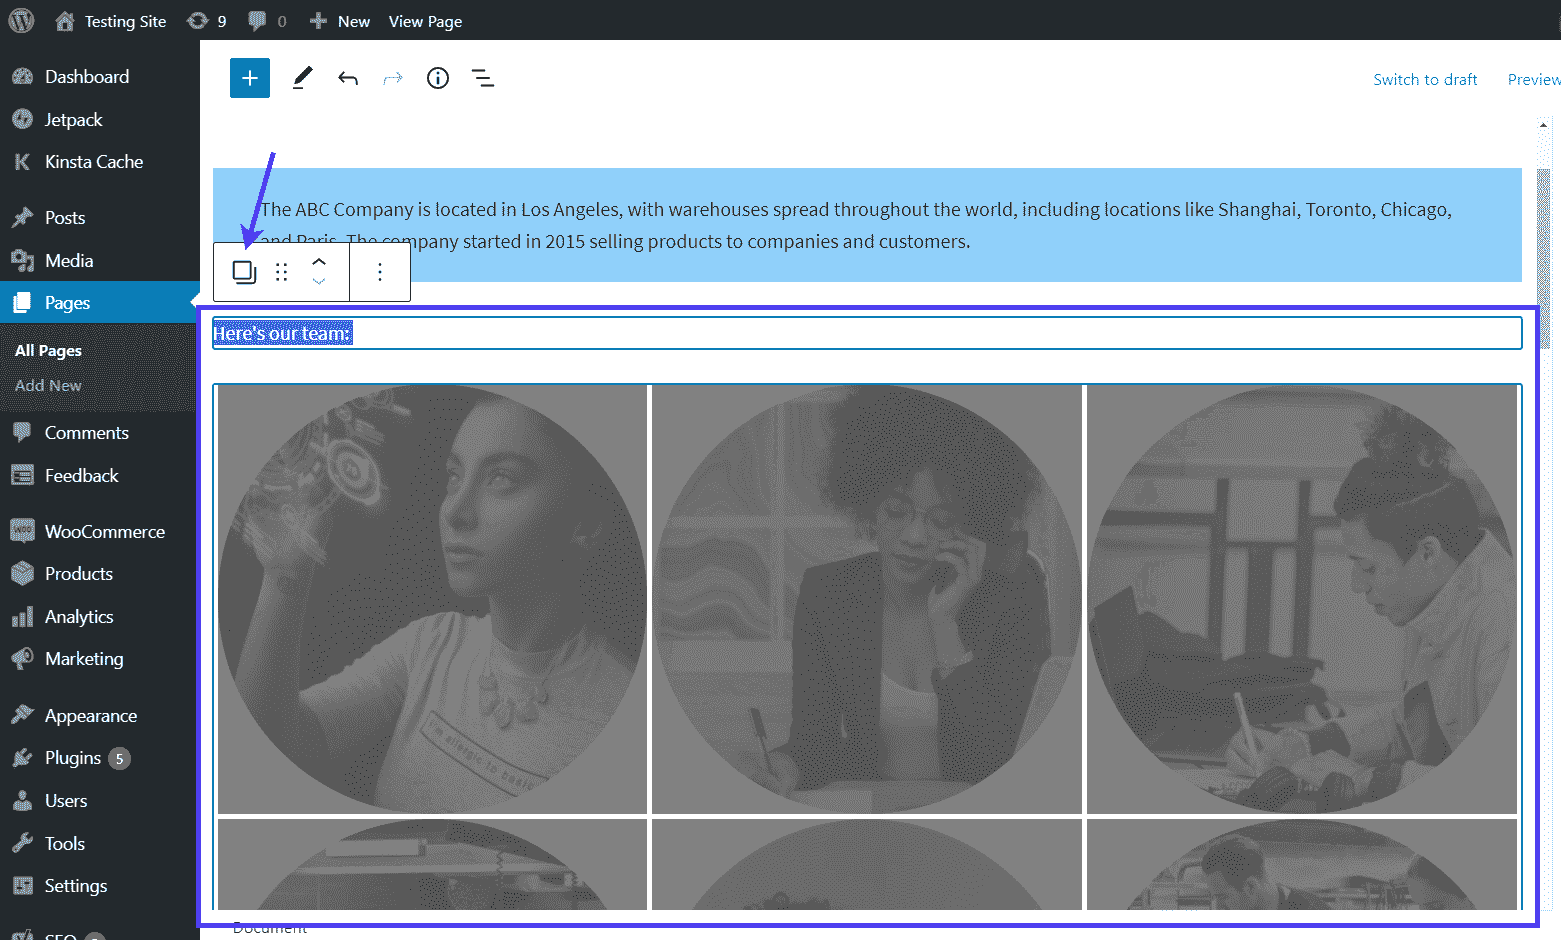 Testing Site 9 0 New View Page
Dashboard
Jetpack
Kinsta Cache
Posts
Media
Pages
All Pages
Add New
Comments
Feedback
WooCommerce
Products
Analytics
Marketing
Appearance
Plugins 5
Users
Tools
Settings
SEO
Switch to draft Preview
The ABC Company is located in Los Angeles, with warehouses spread throughout the world, including locations like Shanghai, Toronto, Chicago,
and Paris. The company started in 2015 selling products to companies and customers.
Here's our team:
I'm allergic to basic
Document